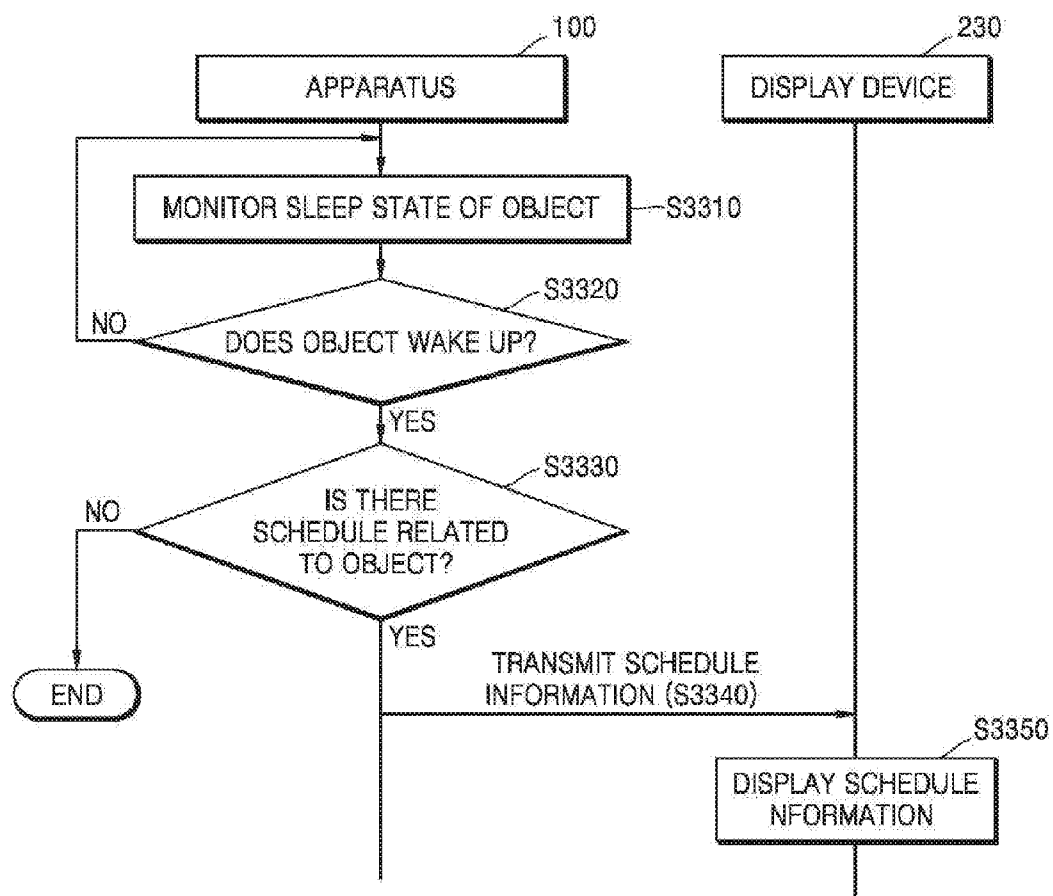 100
230
APPARATUS
DISPLAY DEVICE
MONITOR SLEEP STATE OF OBJECT
S3310
S3320
NO
DOES OBJECT WAKE UP?
YES
S3330
NO
IS THERE
SCHEDULE RELATED
TO OBJECT?
YES
END
TRANSMIT SCHEDULE
INFORMATION (S3340)
S3350
DISPLAY SCHEDULE
NFORMATION